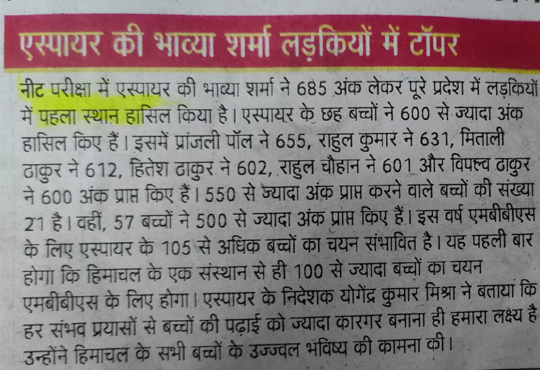 एस्पायर की भाव्या शर्मा लड़कियों में टॉपर
नीट परीक्षा में एस्पायर की भाव्या शर्मा ने 685 अंक लेकर पूरे प्रदेश में लड़कियों
में पहला स्थान हासिल किया है। एस्पायर के छह बच्चों ने 600 से ज्यादा अंक
हासिल किए हैं। इसमें प्रांजली पॉल ने 655, राहुल कुमार ने 631, मिताली
ठाकुर ने 612, हितेश ठाकुर ने 602, राहुल चौहान ने 601 और विपश्व ठाकुर
ने 600 अंक प्राप्त किए हैं। 550 से ज्यादा अंक प्राप्त करने वाले बच्चों की संख्या
21 है। वहीं, 57 बच्चों ने 500 से ज्यादा अंक प्राप्त किए हैं। इस वर्ष एमबीबीएस
के लिए एस्पायर के 105 से अधिक बच्चों का चयन संभावित है। यह पहली बार
होगा कि हिमाचल के एक संस्थान से ही 100 से ज्यादा बच्चों का चयन
एमबीबीएस के लिए होगा। एस्पायर के निदेशक योगेंद्र कुमार मिश्रा ने बताया कि
हर संभव प्रयासों से बच्चों की पढ़ाई को ज्यादा कारगर बनाना ही हमारा लक्ष्य है
उन्होंने हिमाचल के सभी बच्चों के उज्ज्वल भविष्य की कामना की।